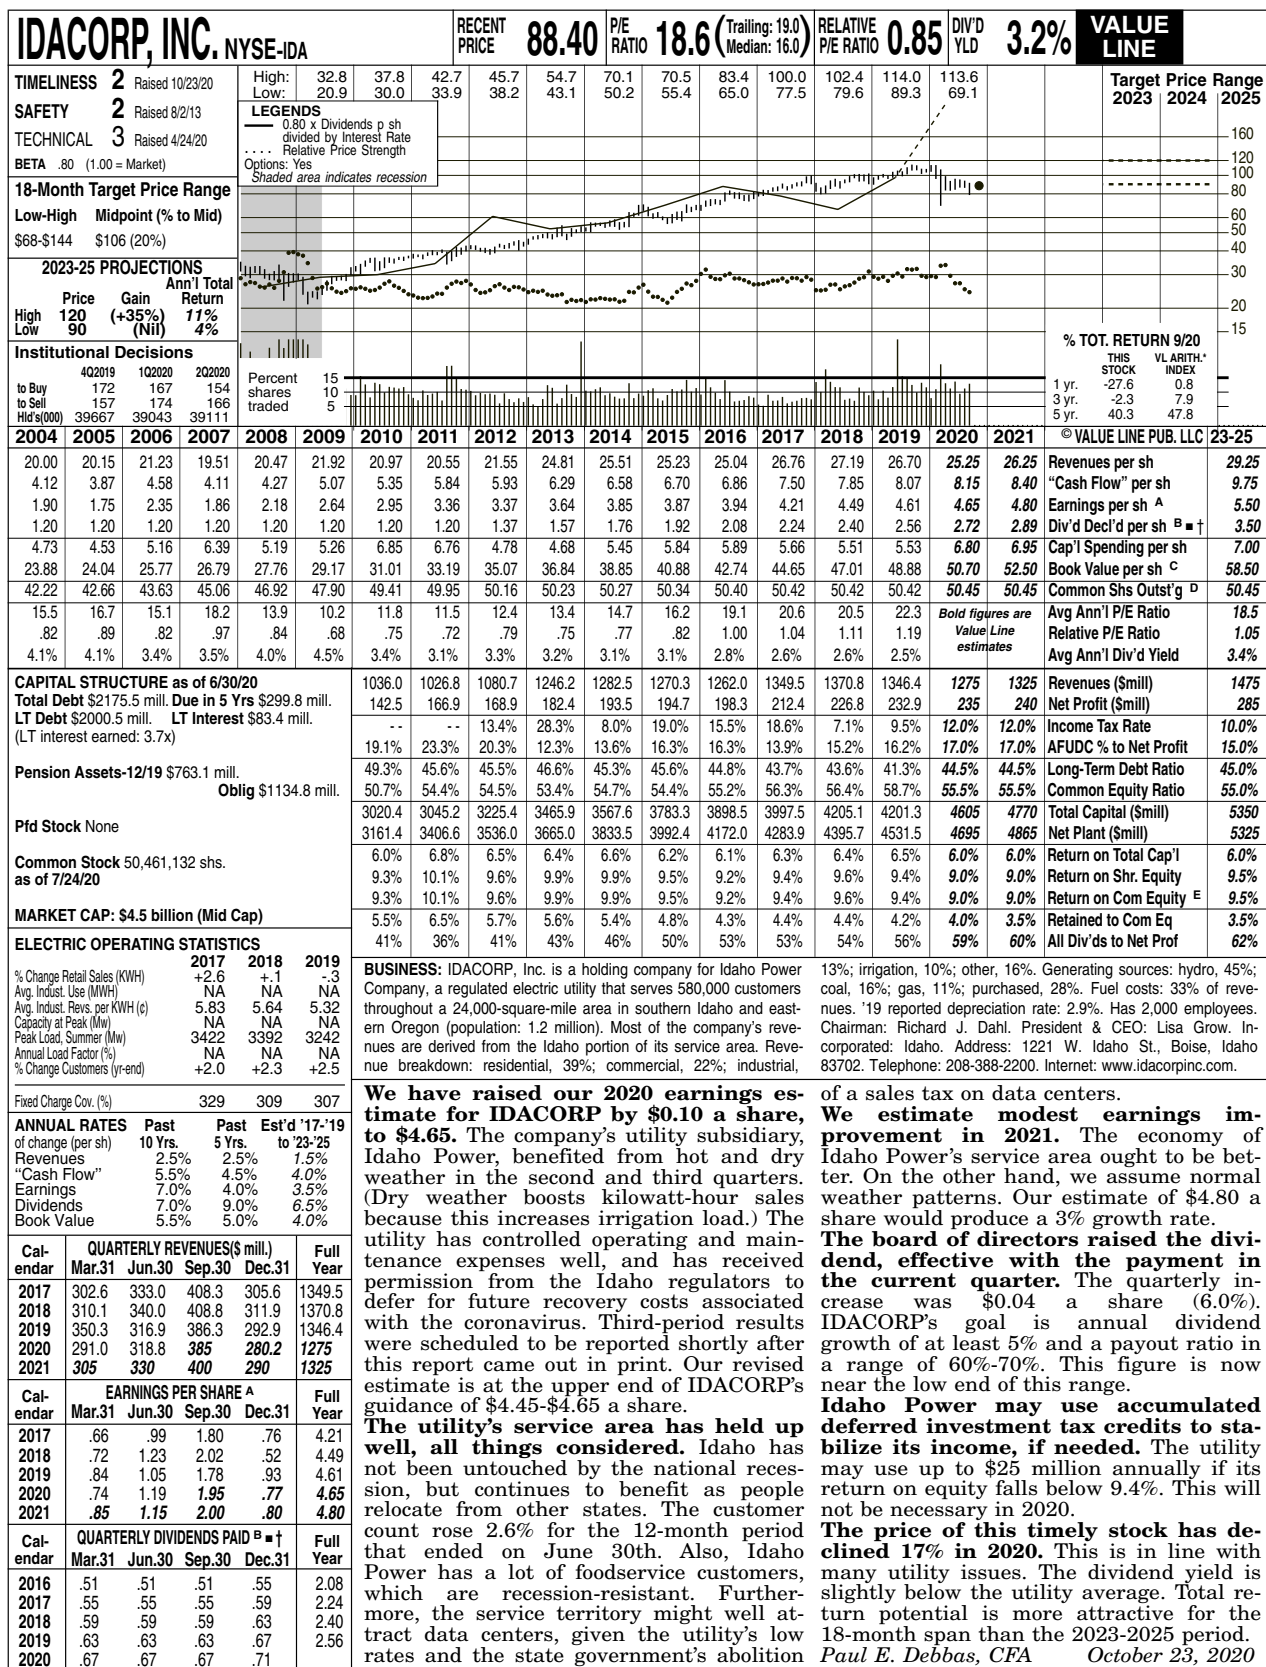 IDACORP, INC. NYSE-IDA
RECENT PRICE 88.40
P/E RATIO 18.6 (Trailing: 19.0 Median: 16.0)
RELATIVE P/E RATIO 0.85
DIV'D YLD 3.2%
VALUE LINE
TIMELINESS 2 Raised 10/23/20
SAFETY 2 Raised 8/2/13
TECHNICAL 3 Raised 4/24/20
BETA .80 (1.00 = Market)
18-Month Target Price Range
Low-High Midpoint (% to Mid)
$68-$144 $106 (20%)
2023-25 PROJECTIONS
Ann'l Total
Price Gain Return
High 120 (+35%) 11%
Low 90 (Nil) 4%
Institutional Decisions
4Q2019 1Q2020 2Q2020
to Buy 172 167 154
to Sell 157 174 166
Hld's(000) 39667 39043 39111
High: 32.8 37.8 42.7 45.7 54.7 70.1 70.5 83.4 100.0 102.4 114.0 113.6
Low: 20.9 30.0 33.9 38.2 43.1 50.2 55.4 65.0 77.5 79.6 89.3 69.1
LEGENDS
0.80 x Dividends p sh
divided by Interest Rate
. . . . Relative Price Strength
Options: Yes
Shaded area indicates recession
Target Price Range
2023 2024 2025
160
120
100
80
60
50
40
30
20
15
Percent shares traded
15
10
5
% TOT. RETURN 9/20
THIS STOCK VL ARITH.* INDEX
1 yr. -27.6 0.8
3 yr. -2.3 7.9
5 yr. 40.3 47.8
2004 2005 2006 2007 2008 2009 2010 2011 2012 2013 2014 2015 2016 2017 2018 2019 2020 2021 © VALUE LINE PUB. LLC 23-25
20.00 20.15 21.23 19.51 20.47 21.92 20.97 20.55 21.55 24.81 25.51 25.23 25.04 26.76 27.19 26.70 25.25 26.25 Revenues per sh 29.25
4.12 3.87 4.58 4.11 4.27 5.07 5.35 5.84 5.93 6.29 6.58 6.70 6.86 7.50 7.85 8.07 8.15 8.40 "Cash Flow" per sh 9.75
1.90 1.75 2.35 1.86 2.18 2.64 2.95 3.36 3.37 3.64 3.85 3.87 3.94 4.21 4.49 4.61 4.65 4.80 Earnings per sh A 5.50
1.20 1.20 1.20 1.20 1.20 1.20 1.20 1.20 1.37 1.57 1.76 1.92 2.08 2.24 2.40 2.56 2.72 2.89 Div'd Decl'd per sh B ■ † 3.50
4.73 4.53 5.16 6.39 5.19 5.26 6.85 6.76 4.78 4.68 5.45 5.84 5.89 5.66 5.51 5.53 6.80 6.95 Cap'l Spending per sh 7.00
23.88 24.04 25.77 26.79 27.76 29.17 31.01 33.19 35.07 36.84 38.85 40.88 42.74 44.65 47.01 48.88 50.70 52.50 Book Value per sh C 58.50
42.22 42.66 43.63 45.06 46.92 47.90 49.41 49.95 50.16 50.23 50.27 50.34 50.40 50.42 50.42 50.42 50.45 50.45 Common Shs Outst'g D 50.45
15.5 16.7 15.1 18.2 13.9 10.2 11.8 11.5 12.4 13.4 14.7 16.2 19.1 20.6 20.5 22.3 Bold figures are Avg Ann'l P/E Ratio 18.5
.82 .89 .82 .97 .84 .68 .75 .72 .79 .75 .77 .82 1.00 1.04 1.11 1.19 Value Line Relative P/E Ratio 1.05
4.1% 4.1% 3.4% 3.5% 4.0% 4.5% 3.4% 3.1% 3.3% 3.2% 3.1% 3.1% 2.8% 2.6% 2.6% 2.5% estimates Avg Ann'l Div'd Yield 3.4%
CAPITAL STRUCTURE as of 6/30/20
Total Debt $2175.5 mill. Due in 5 Yrs $299.8 mill.
LT Debt $2000.5 mill. LT Interest $83.4 mill.
(LT interest earned: 3.7x)
Pension Assets-12/19 $763.1 mill.
Oblig $1134.8 mill.
Pfd Stock None
Common Stock 50,461,132 shs.
as of 7/24/20
MARKET CAP: $4.5 billion (Mid Cap)
1036.0 1026.8 1080.7 1246.2 1282.5 1270.3 1262.0 1349.5 1370.8 1346.4 1275 1325 Revenues ($mill) 1475
142.5 166.9 168.9 182.4 193.5 194.7 198.3 212.4 226.8 232.9 235 240 Net Profit ($mill) 285
- - - - 13.4% 28.3% 8.0% 19.0% 15.5% 18.6% 7.1% 9.5% 12.0% 12.0% Income Tax Rate 10.0%
19.1% 23.3% 20.3% 12.3% 13.6% 16.3% 16.3% 13.9% 15.2% 16.2% 17.0% 17.0% AFUDC % to Net Profit 15.0%
49.3% 45.6% 45.5% 46.6% 45.3% 45.6% 44.8% 43.7% 43.6% 41.3% 44.5% 44.5% Long-Term Debt Ratio 45.0%
50.7% 54.4% 54.5% 53.4% 54.7% 54.4% 55.2% 56.3% 56.4% 58.7% 55.5% 55.5% Common Equity Ratio 55.0%
3020.4 3045.2 3225.4 3465.9 3567.6 3783.3 3898.5 3997.5 4205.1 4201.3 4605 4770 Total Capital ($mill) 5350
3161.4 3406.6 3536.0 3665.0 3833.5 3992.4 4172.0 4283.9 4395.7 4531.5 4695 4865 Net Plant ($mill) 5325
6.0% 6.8% 6.5% 6.4% 6.6% 6.2% 6.1% 6.3% 6.4% 6.5% 6.0% 6.0% Return on Total Cap'l 6.0%
9.3% 10.1% 9.6% 9.9% 9.9% 9.5% 9.2% 9.4% 9.6% 9.4% 9.0% 9.0% Return on Shr. Equity 9.5%
9.3% 10.1% 9.6% 9.9% 9.9% 9.5% 9.2% 9.4% 9.6% 9.4% 9.0% 9.0% Return on Com Equity E 9.5%
5.5% 6.5% 5.7% 5.6% 5.4% 4.8% 4.3% 4.4% 4.4% 4.2% 4.0% 3.5% Retained to Com Eq 3.5%
41% 36% 41% 43% 46% 50% 53% 53% 54% 56% 59% 60% All Div'ds to Net Prof 62%
ELECTRIC OPERATING STATISTICS
2017 2018 2019
% Change Retail Sales (KWH) +2.6 +.1 -.3
Avg. Indust. Use (MWH) NA NA NA
Avg. Indust. Revs. per KWH (¢) 5.83 5.64 5.32
Capacity at Peak (Mw) NA NA NA
Peak Load, Summer (Mw) 3422 3392 3242
Annual Load Factor (%) NA NA NA
% Change Customers (yr-end) +2.0 +2.3 +2.5
Fixed Charge Cov. (%) 329 309 307
ANNUAL RATES Past Past Est'd '17-'19
of change (per sh) 10 Yrs. 5 Yrs. to '23-'25
Revenues 2.5% 2.5% 1.5%
"Cash Flow" 5.5% 4.5% 4.0%
Earnings 7.0% 4.0% 3.5%
Dividends 7.0% 9.0% 6.5%
Book Value 5.5% 5.0% 4.0%
Cal- QUARTERLY REVENUES($ mill.) Full
endar Mar.31 Jun.30 Sep.30 Dec.31 Year
2017 302.6 333.0 408.3 305.6 1349.5
2018 310.1 340.0 408.8 311.9 1370.8
2019 350.3 316.9 386.3 292.9 1346.4
2020 291.0 318.8 385 280.2 1275
2021 305 330 400 290 1325
Cal- EARNINGS PER SHARE A Full
endar Mar.31 Jun.30 Sep.30 Dec.31 Year
2017 .66 .99 1.80 .76 4.21
2018 .72 1.23 2.02 .52 4.49
2019 .84 1.05 1.78 .93 4.61
2020 .74 1.19 1.95 .77 4.65
2021 .85 1.15 2.00 .80 4.80
Cal- QUARTERLY DIVIDENDS PAID B ■ † Full
endar Mar.31 Jun.30 Sep.30 Dec.31 Year
2016 .51 .51 .51 .55 2.08
2017 .55 .55 .55 .59 2.24
2018 .59 .59 .59 .63 2.40
2019 .63 .63 .63 .67 2.56
2020 .67 .67 .67 .71
BUSINESS: IDACORP, Inc. is a holding company for Idaho Power
Company, a regulated electric utility that serves 580,000 customers
throughout a 24,000-square-mile area in southern Idaho and east-
ern Oregon (population: 1.2 million). Most of the company's reve-
nues are derived from the Idaho portion of its service area. Reve-
nue breakdown: residential, 39%; commercial, 22%; industrial,
13%; irrigation, 10%; other, 16%. Generating sources: hydro, 45%;
coal, 16%; gas, 11%; purchased, 28%. Fuel costs: 33% of reve-
nues. '19 reported depreciation rate: 2.9%. Has 2,000 employees.
Chairman: Richard J. Dahl. President & CEO: Lisa Grow. In-
corporated: Idaho. Address: 1221 W. Idaho St., Boise, Idaho
83702. Telephone: 208-388-2200. Internet: www.idacorpinc.com.
We have raised our 2020 earnings es-
timate for IDACORP by $0.10 a share,
to $4.65. The company's utility subsidiary,
Idaho Power, benefited from hot and dry
weather in the second and third quarters.
(Dry weather boosts kilowatt-hour sales
because this increases irrigation load.) The
utility has controlled operating and main-
tenance expenses well, and has received
permission from the Idaho regulators to
defer for future recovery costs associated
with the coronavirus. Third-period results
were scheduled to be reported shortly after
this report came out in print. Our revised
estimate is at the upper end of IDACORP's
guidance of $4.45-$4.65 a share.
The utility's service area has held up
well, all things considered. Idaho has
not been untouched by the national reces-
sion, but continues to benefit as people
relocate from other states. The customer
count rose 2.6% for the 12-month period
that ended on June 30th. Also, Idaho
Power has a lot of foodservice customers,
which are recession-resistant. Further-
more, the service territory might well at-
tract data centers, given the utility's low
rates and the state government's abolition
of a sales tax on data centers.
We estimate modest earnings im-
provement in 2021. The economy of
Idaho Power's service area ought to be bet-
ter. On the other hand, we assume normal
weather patterns. Our estimate of $4.80 a
share would produce a 3% growth rate.
The board of directors raised the divi-
dend, effective with the payment in
the current quarter. The quarterly in-
crease was $0.04 a share (6.0%).
IDACORP's goal is annual dividend
growth of at least 5% and a payout ratio in
a range of 60%-70%. This figure is now
near the low end of this range.
Idaho Power may use accumulated
deferred investment tax credits to sta-
bilize its income, if needed. The utility
may use up to $25 million annually if its
return on equity falls below 9.4%. This will
not be necessary in 2020.
The price of this timely stock has de-
clined 17% in 2020. This is in line with
many utility issues. The dividend yield is
slightly below the utility average. Total re-
turn potential is more attractive for the
18-month span than the 2023-2025 period.
Paul E. Debbas, CFA October 23, 2020